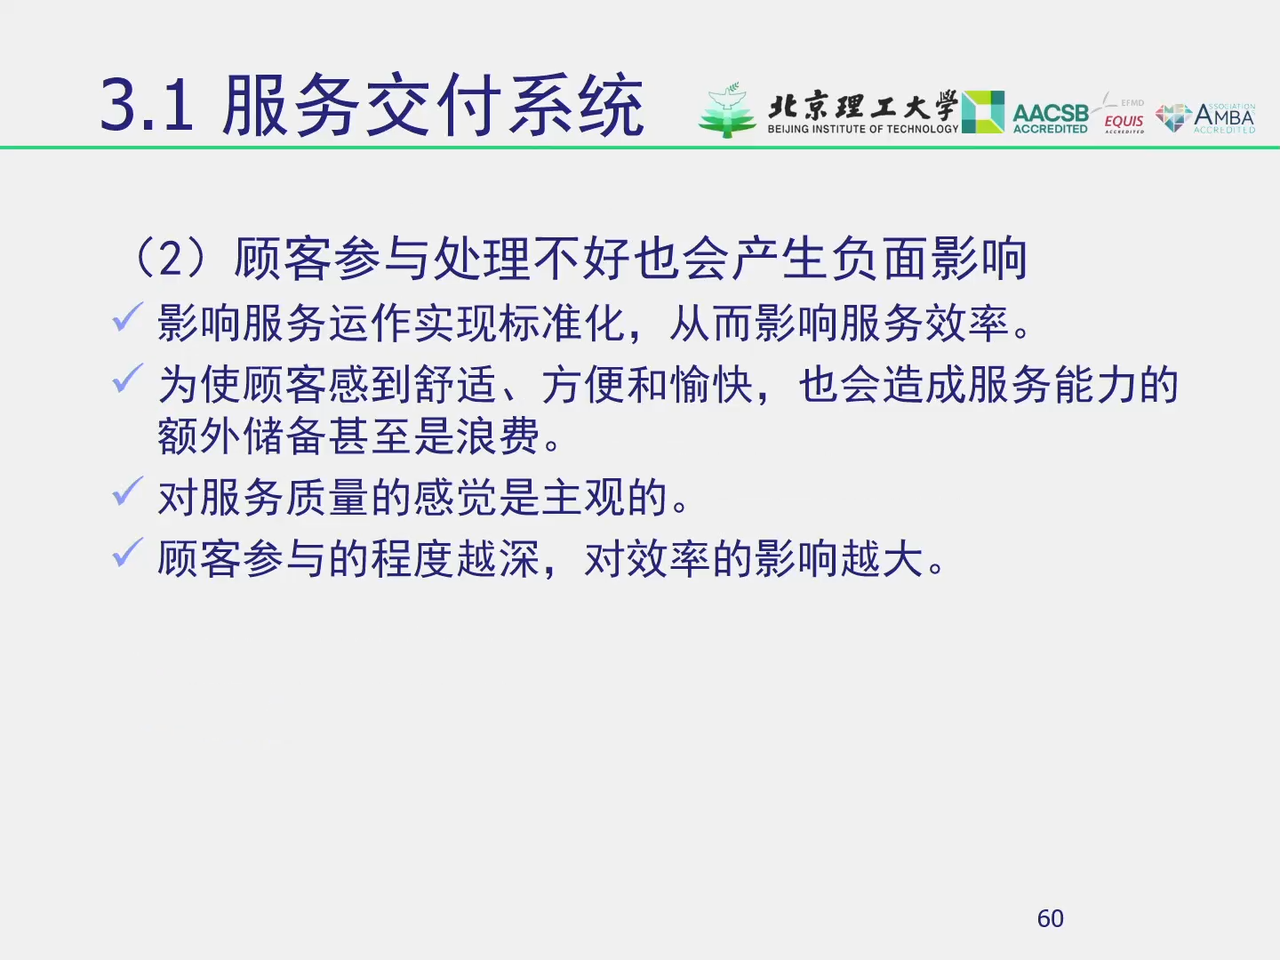 3.1 服务交付系统
北京理工大学
BEIJING INSTITUTE OF TECHNOLOGY
AACSB
ACCREDITED
EFMD
EQUIS
ACCREDITED
ASSOCIATION
AMBA
ACCREDITED
（2）顾客参与处理不好也会产生负面影响
✓ 影响服务运作实现标准化，从而影响服务效率。
✓ 为使顾客感到舒适、方便和愉快，也会造成服务能力的
额外储备甚至是浪费。
✓ 对服务质量的感觉是主观的。
✓ 顾客参与的程度越深，对效率的影响越大。
60